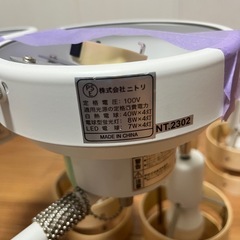 株式会社ニトリ
定格電圧: 100V
適用光源の定格消費電力
白熱電球: 40W×4灯
電球型蛍光灯: 8W×4灯
LED電球: 7W×4灯
MADE IN CHINA
NT.2302